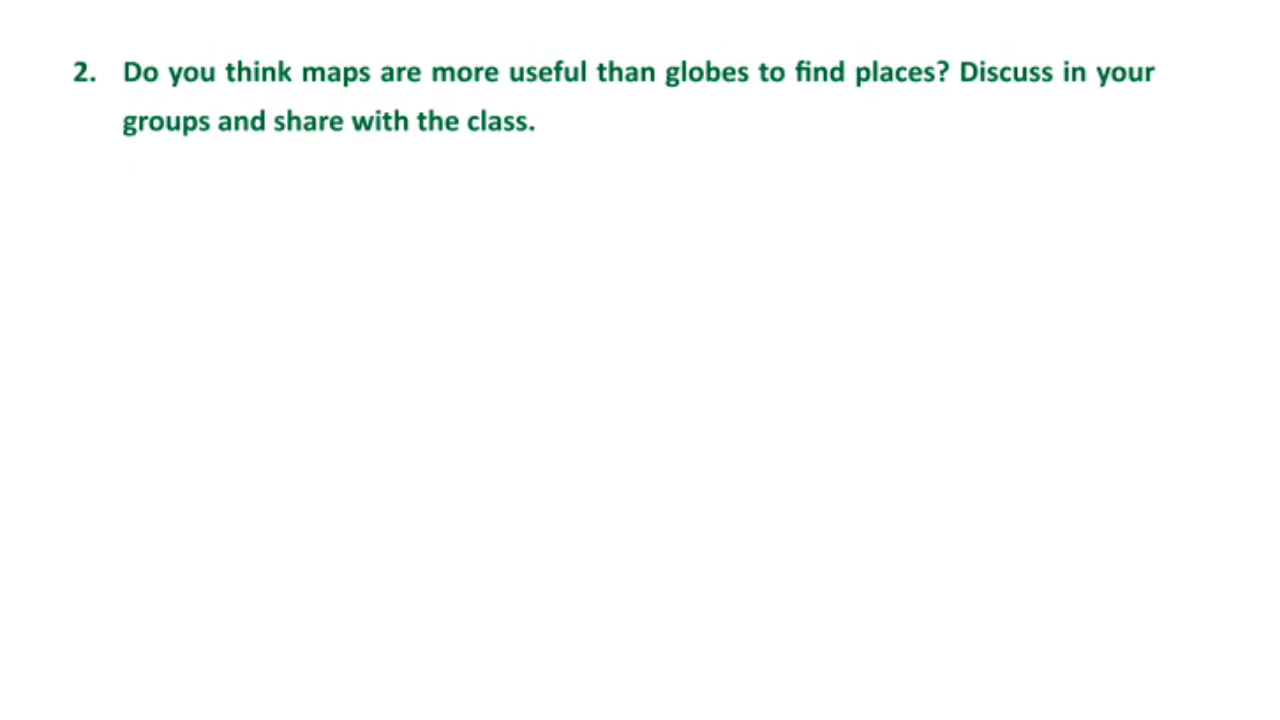 2. Do you think maps are more useful than globes to find places? Discuss in your
groups and share with the class.